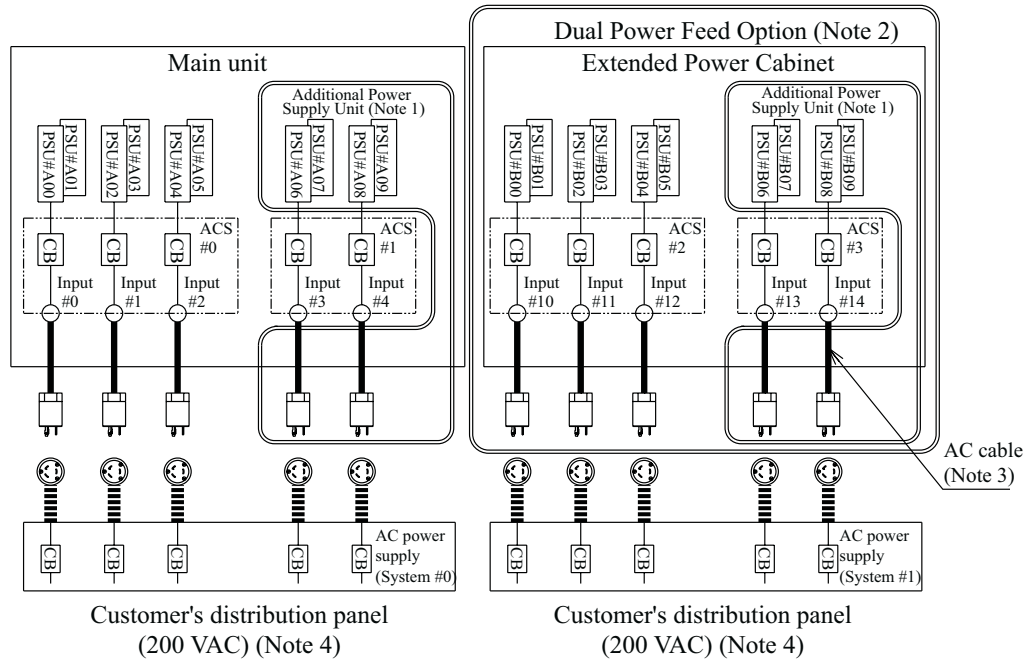 Dual Power Feed Option (Note 2)
Main unit
Extended Power Cabinet
Additional Power
Supply Unit (Note 1)
Additional Power
Supply Unit (Note 1)
PSU#A00
PSU#A01
PSU#A02
PSU#A03
PSU#A04
PSU#A05
PSU#A06
PSU#A07
PSU#A08
PSU#A09
PSU#B00
PSU#B01
PSU#B02
PSU#B03
PSU#B04
PSU#B05
PSU#B06
PSU#B07
PSU#B08
PSU#B09
CB
CB
CB
ACS
#0
CB
CB
ACS
#1
CB
CB
CB
ACS
#2
CB
CB
ACS
#3
Input
#0
Input
#1
Input
#2
Input
#3
Input
#4
Input
#10
Input
#11
Input
#12
Input
#13
Input
#14
AC cable
(Note 3)
CB
CB
CB
CB
CB
AC power
supply
(System #0)
CB
CB
CB
CB
CB
AC power
supply
(System #1)
Customer's distribution panel
(200 VAC) (Note 4)
Customer's distribution panel
(200 VAC) (Note 4)